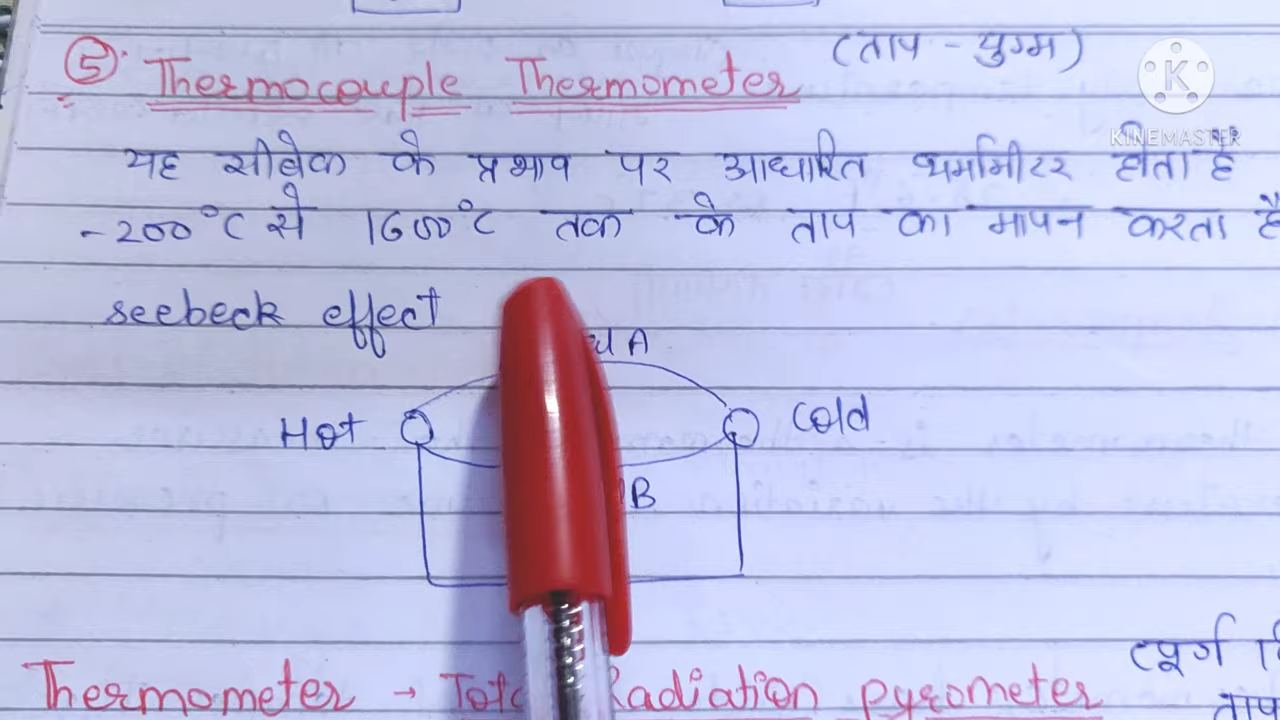 5 Thermocouple Thermometer (ताप - युग्म)
K
KINEMASTER
यह सीबेक के प्रभाव पर आधारित थर्मामीटर होता है
-200°C से 1600°C तक के ताप का मापन करता है
seebeck effect
A
Hot Cold
B
Thermometer → Radiation pyrometer
ताप